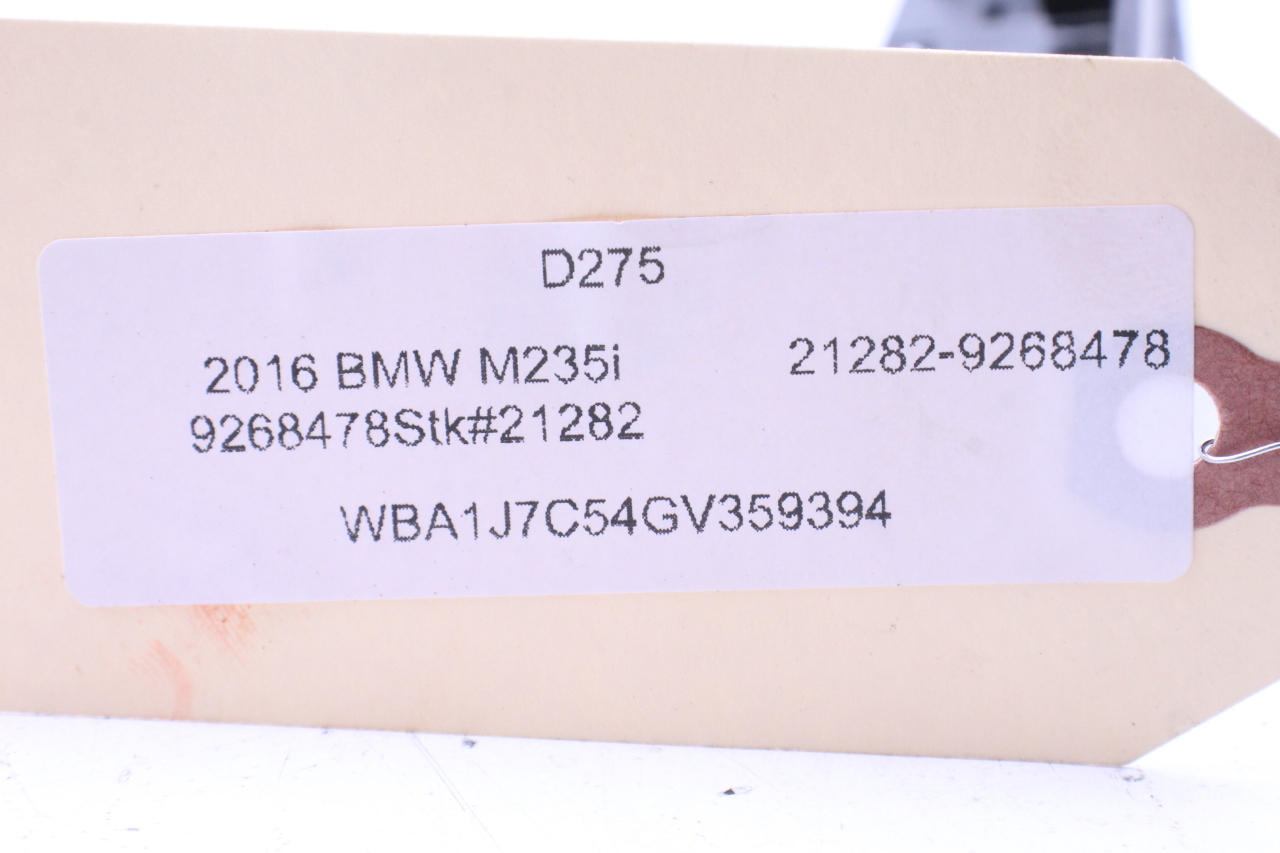 D275
2016 BMW M235i 21282-9268478
9268478Stk#21282
WBA1J7C54GV359394